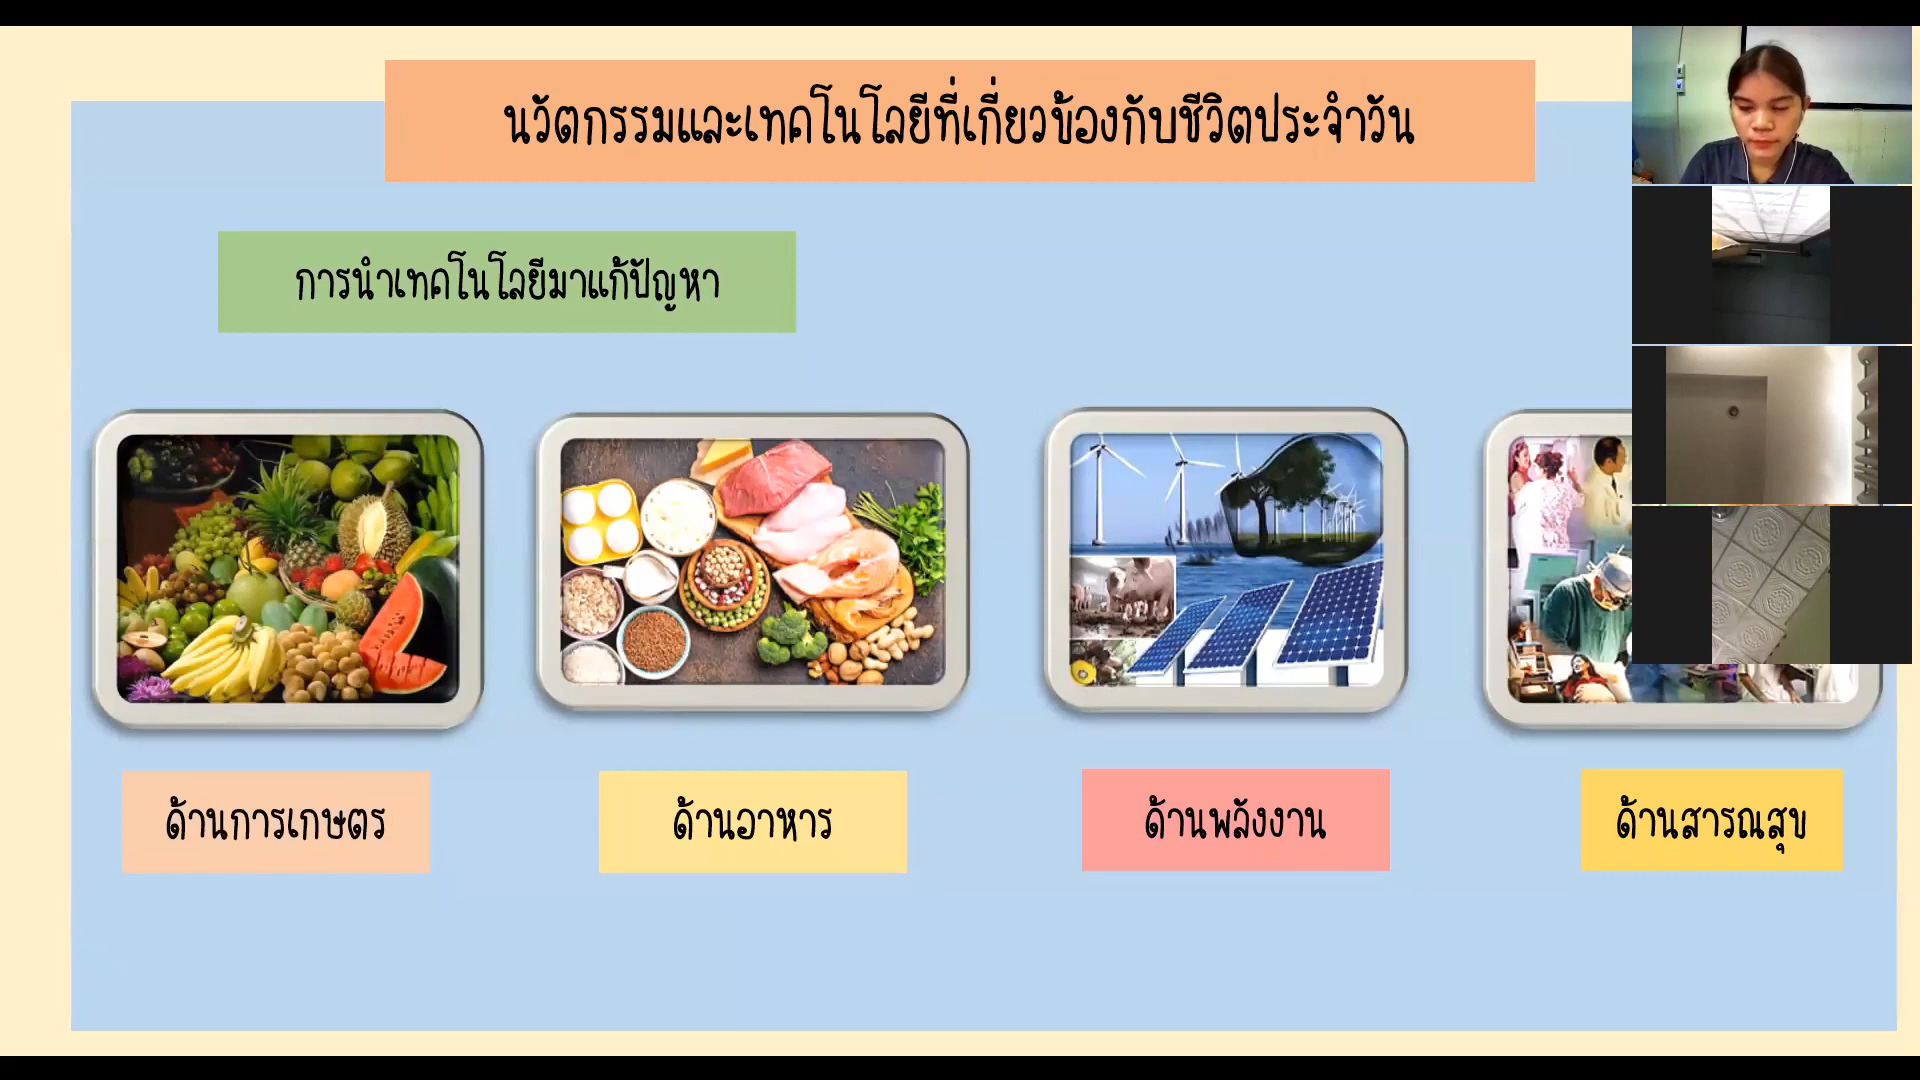 นวัตกรรมและเทคโนโลยีที่เกี่ยวข้องกับชีวิตประจำวัน
การนำเทคโนโลยีมาแก้ปัญหา
ด้านการเกษตร
ด้านอาหาร
ด้านพลังงาน
ด้านสารณสุข